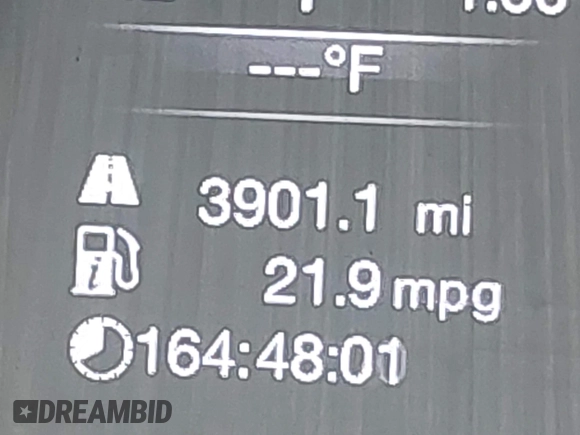 ---°F
3901.1 mi
21.9 mpg
164:48:01
DREAMBID